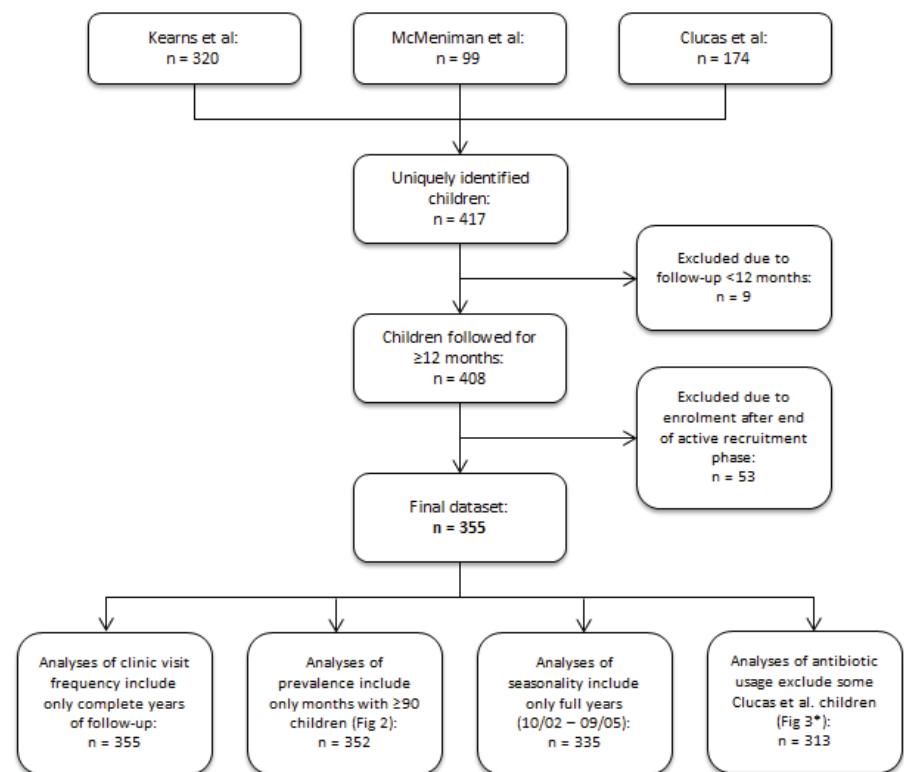 Kearns et al:
n = 320
McMeniman et al:
n = 99
Clucas et al:
n = 174
Uniquely identified
children:
n = 417
Excluded due to
follow-up <12 months:
n = 9
Children followed for
≥12 months:
n = 408
Excluded due to
enrolment after end
of active recruitment
phase:
n = 53
Final dataset:
n = 355
Analyses of clinic visit
frequency include
only complete years
of follow-up:
n = 355
Analyses of
prevalence include
only months with ≥90
children (Fig 2):
n = 352
Analyses of
seasonality include
only full years
(10/02 – 09/05):
n = 335
Analyses of antibiotic
usage exclude some
Clucas et al. children
(Fig 3*):
n = 313